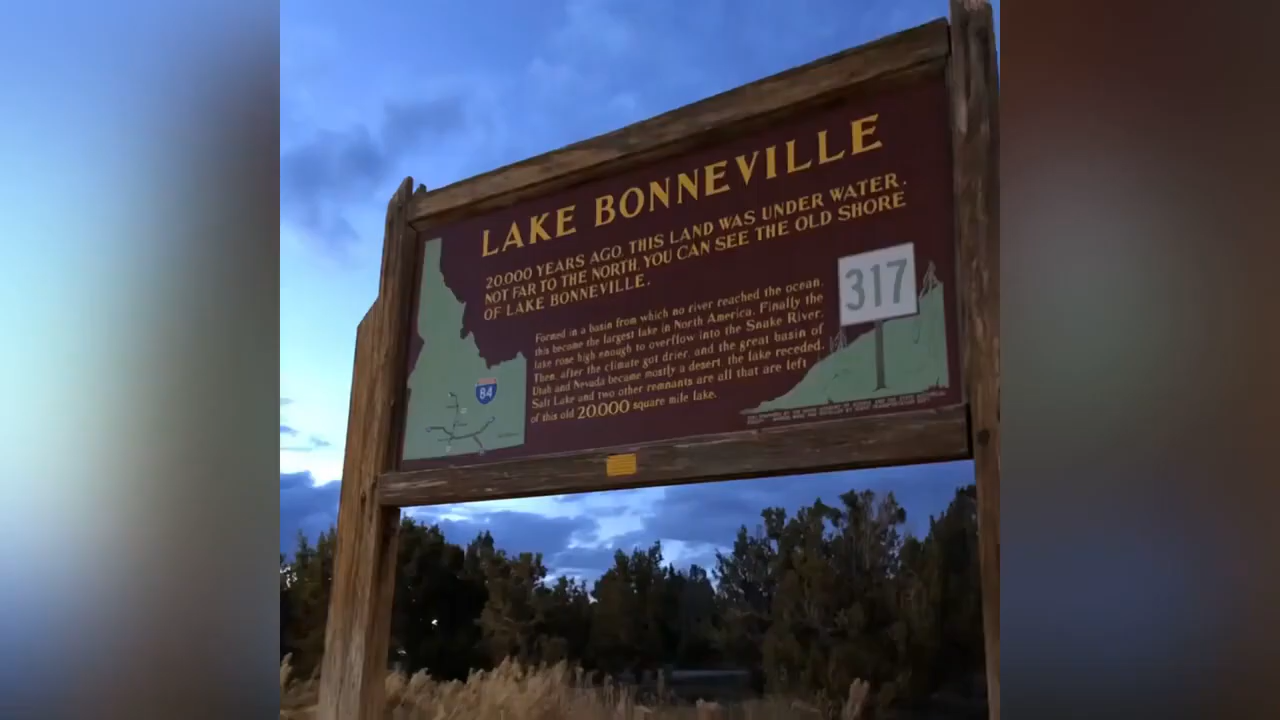 LAKE BONNEVILLE
20,000 YEARS AGO, THIS LAND WAS UNDER WATER.
NOT FAR TO THE NORTH, YOU CAN SEE THE OLD SHORE
OF LAKE BONNEVILLE.
317
Formed in a basin from which no river reached the ocean,
this become the largest lake in North America. Finally the
lake rose high enough to overflow into the Snake River.
Then, after the climate got drier, and the great basin of
Utah and Nevada became mostly a desert, the lake receded.
Salt Lake and two other remnants are all that are left
of this old 20,000 square mile lake.
84